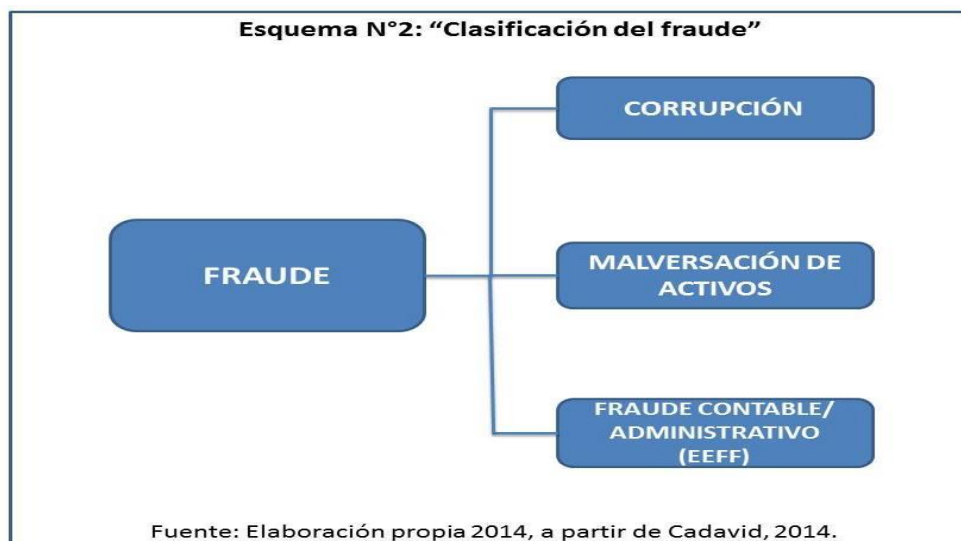 Esquema N°2: “Clasificación del fraude”
CORRUPCIÓN
FRAUDE
MALVERSACIÓN DE
ACTIVOS
FRAUDE CONTABLE/
ADMINISTRATIVO
(EEFF)
Fuente: Elaboración propia 2014, a partir de Cadavid, 2014.